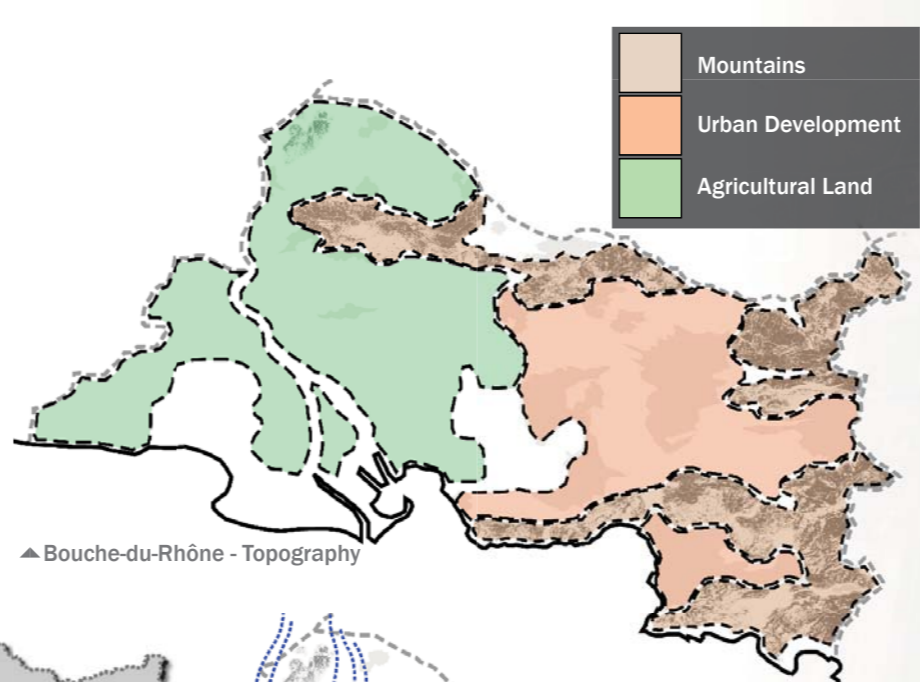 Mountains
Urban Development
Agricultural Land
Bouche-du-Rhône - Topography